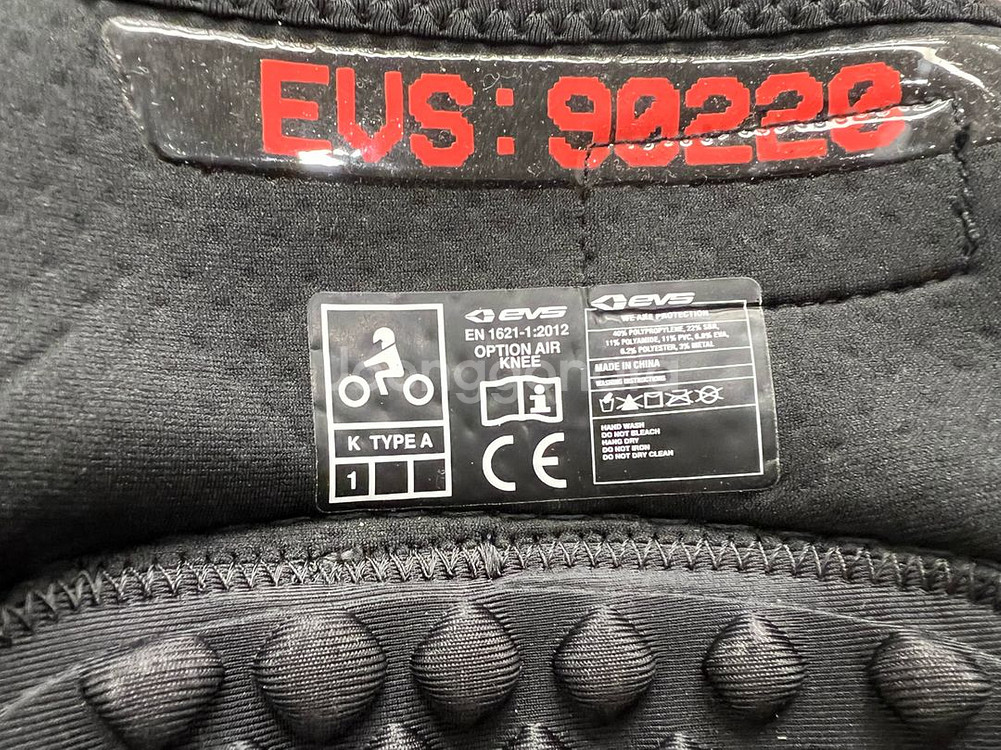 EVS:90220
K TYPE A
1
EVS
EN 1621-1:2012
OPTION AIR
KNEE
i
CE
EVS
WE ARE PROTECTION
40% POLYPROPYLENE, 22% SBR,
11% POLYAMIDE, 11% PVC, 6.8% EVA,
6.2% POLYESTER, 3% METAL
MADE IN CHINA
WASHING INSTRUCTIONS
HAND WASH
DO NOT BLEACH
HANG DRY
DO NOT IRON
DO NOT DRY CLEAN